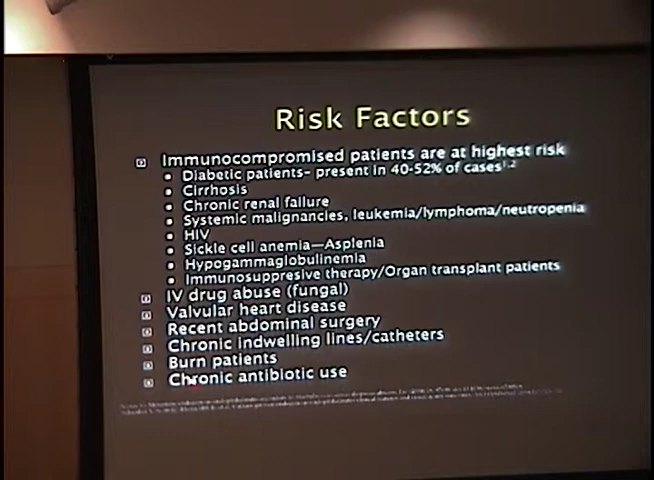 Risk Factors
Immunocompromised patients are at highest risk
Diabetic patients- present in 40-52% of cases1,2
Cirrhosis
Chronic renal failure
Systemic malignancies, leukemia/lymphoma/neutropenia
HIV
Sickle cell anemia—Asplenia
Hypogammaglobulinemia
Immunosuppresive therapy/Organ transplant patients
IV drug abuse (fungal)
Valvular heart disease
Recent abdominal surgery
Chronic indwelling lines/catheters
Burn patients
Chronic antibiotic use